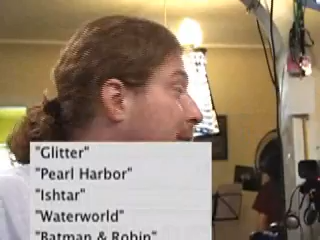 "Glitter"
"Pearl Harbor"
"Ishtar"
"Waterworld"
"Batman & Robin"